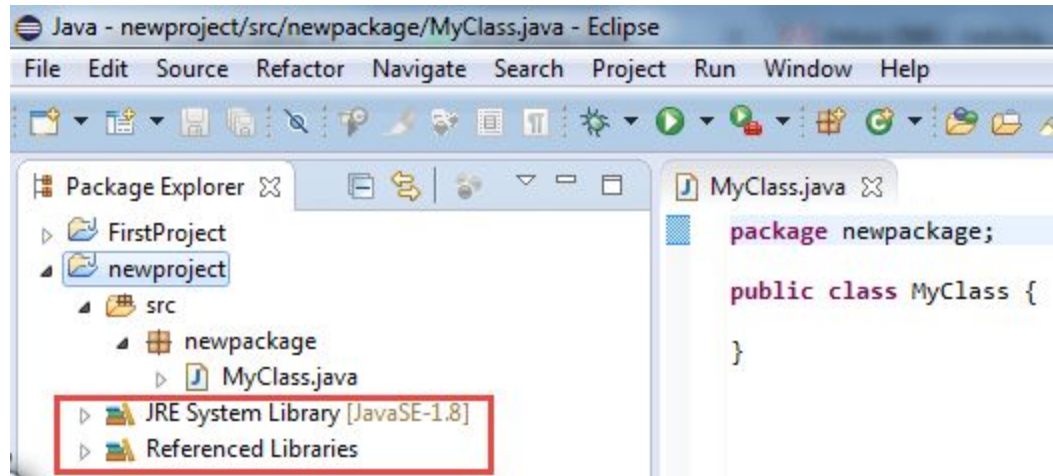 Java - newproject/src/newpackage/MyClass.java - Eclipse
File Edit Source Refactor Navigate Search Project Run Window Help
Package Explorer
MyClass.java
FirstProject
newproject
src
newpackage
MyClass.java
JRE System Library [JavaSE-1.8]
Referenced Libraries
package newpackage;
public class MyClass {
}